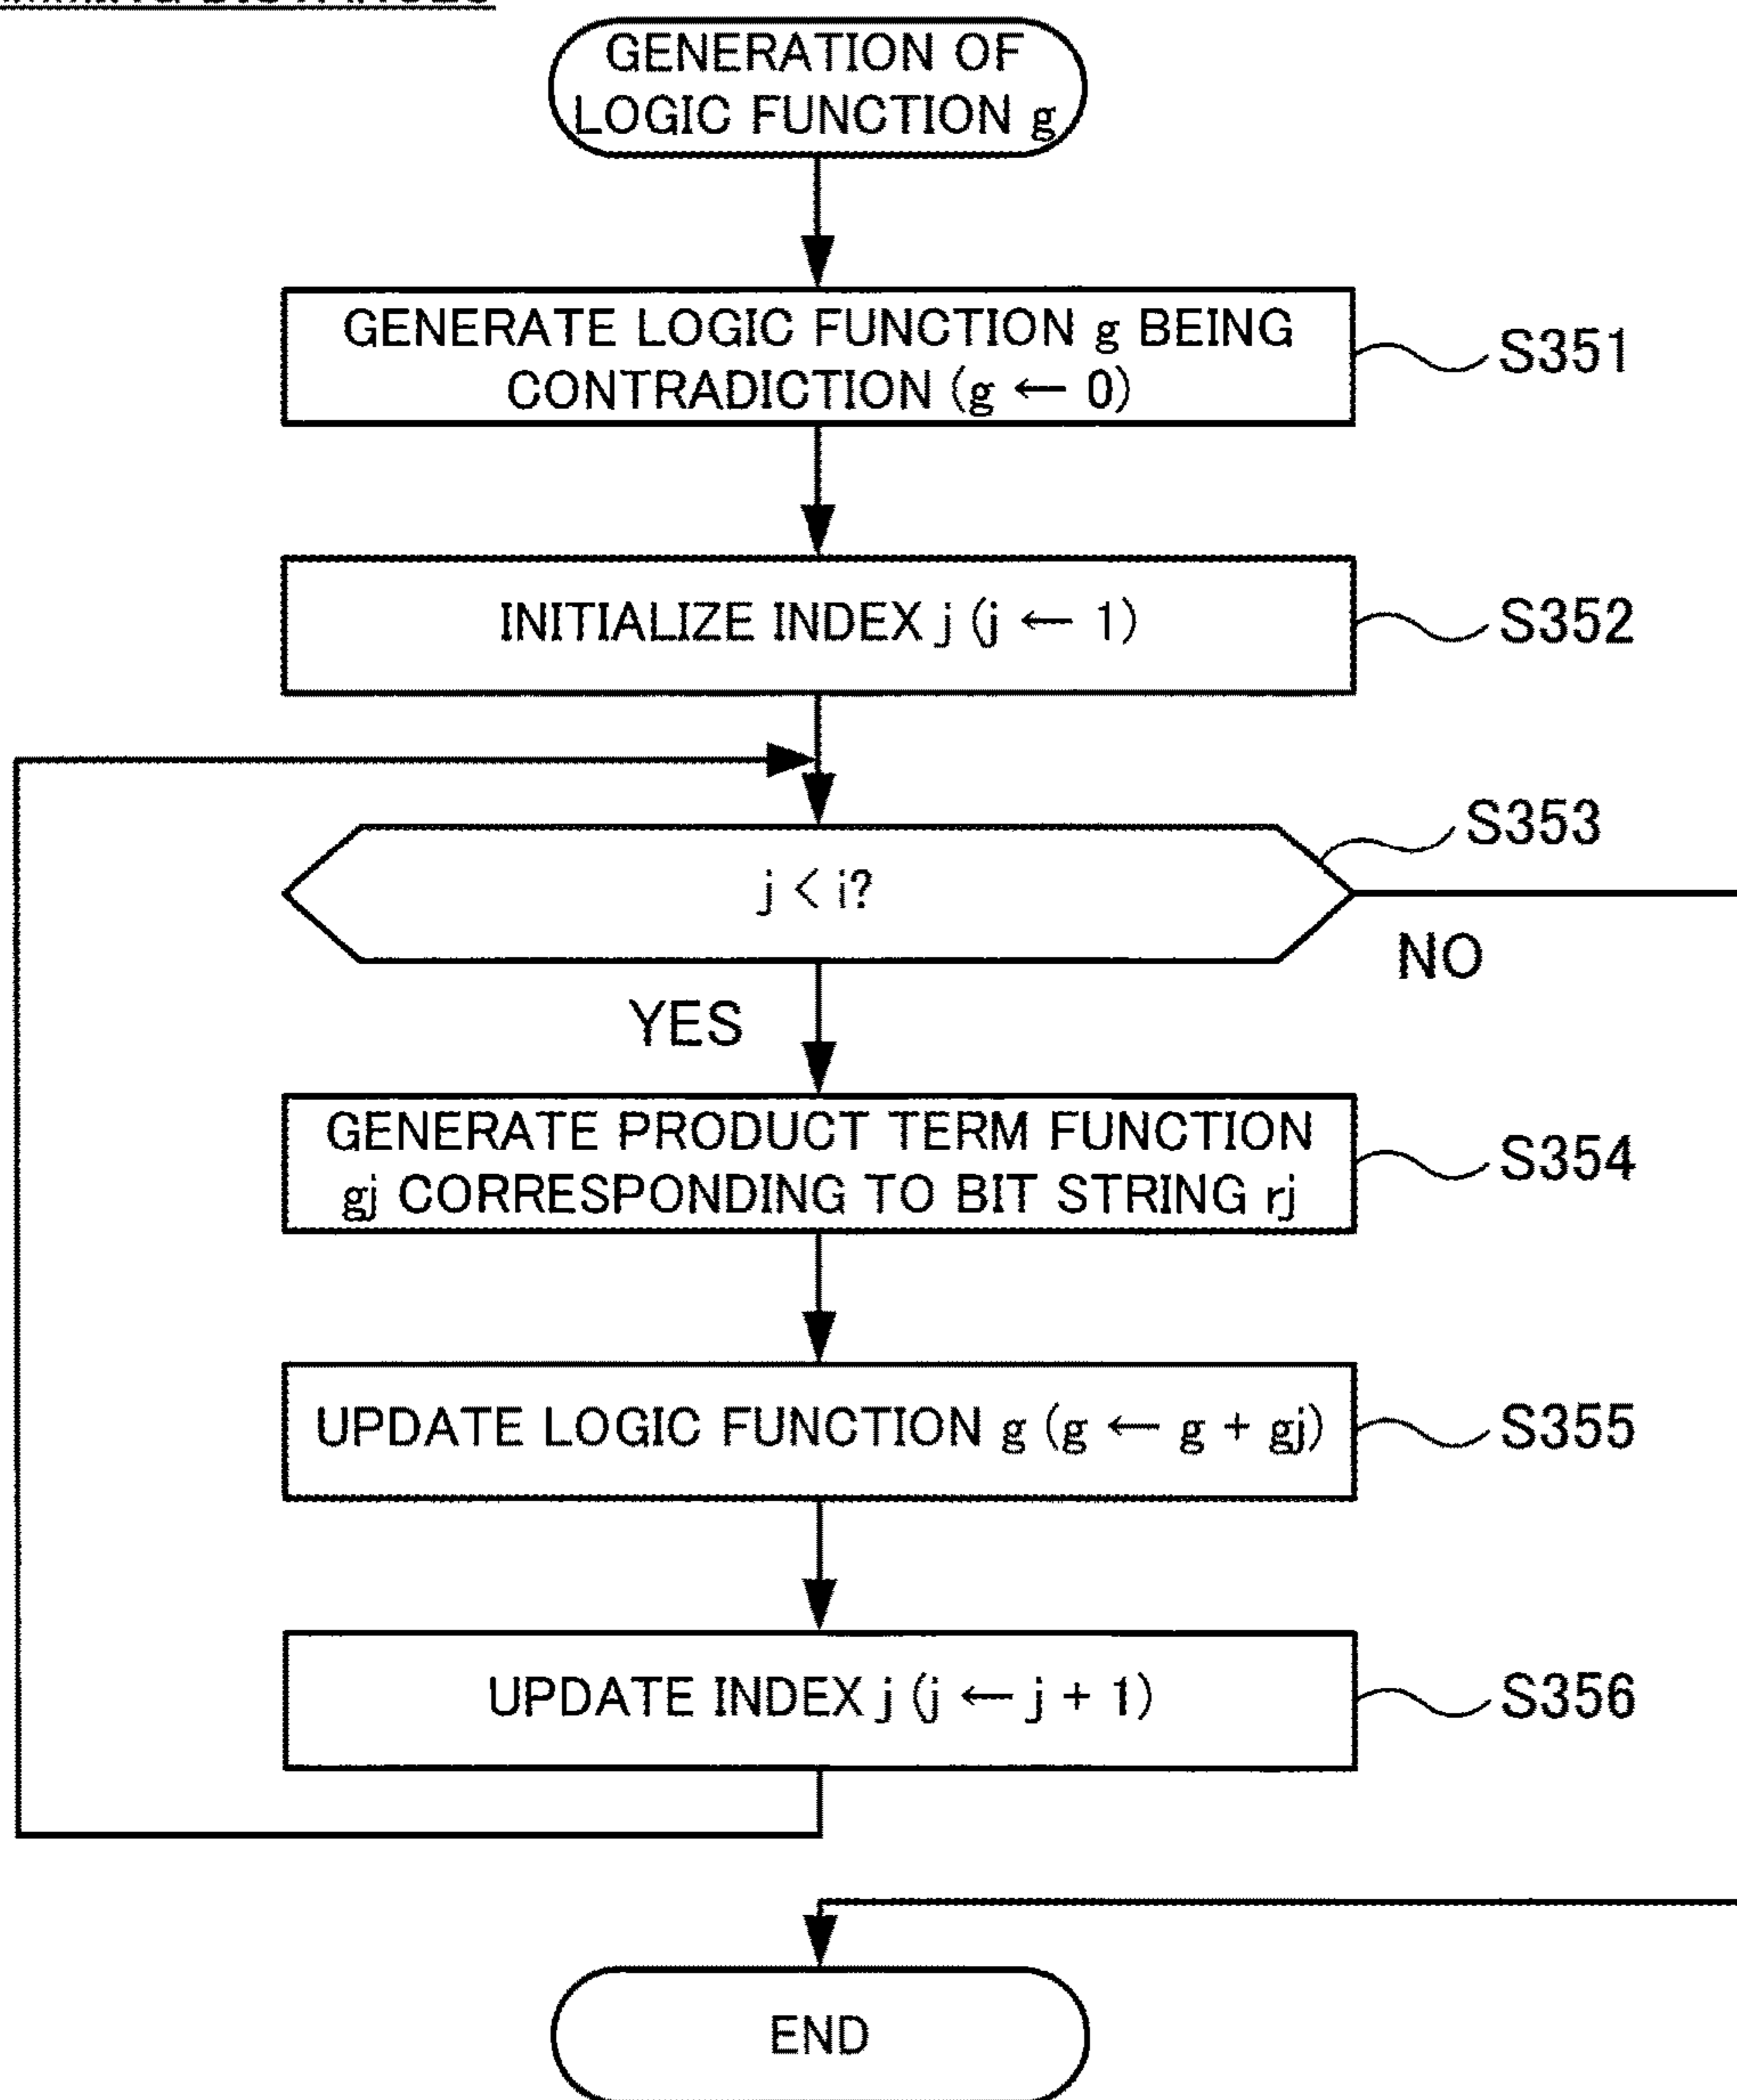 GENERATION OF
LOGIC FUNCTION g
GENERATE LOGIC FUNCTION g BEING
CONTRADICTION (g ← 0)
S351
INITIALIZE INDEX j (j ← 1)
S352
j < i?
S353
NO
YES
GENERATE PRODUCT TERM FUNCTION
gj CORRESPONDING TO BIT STRING rj
S354
UPDATE LOGIC FUNCTION g (g ← g + gj)
S355
UPDATE INDEX j (j ← j + 1)
S356
END